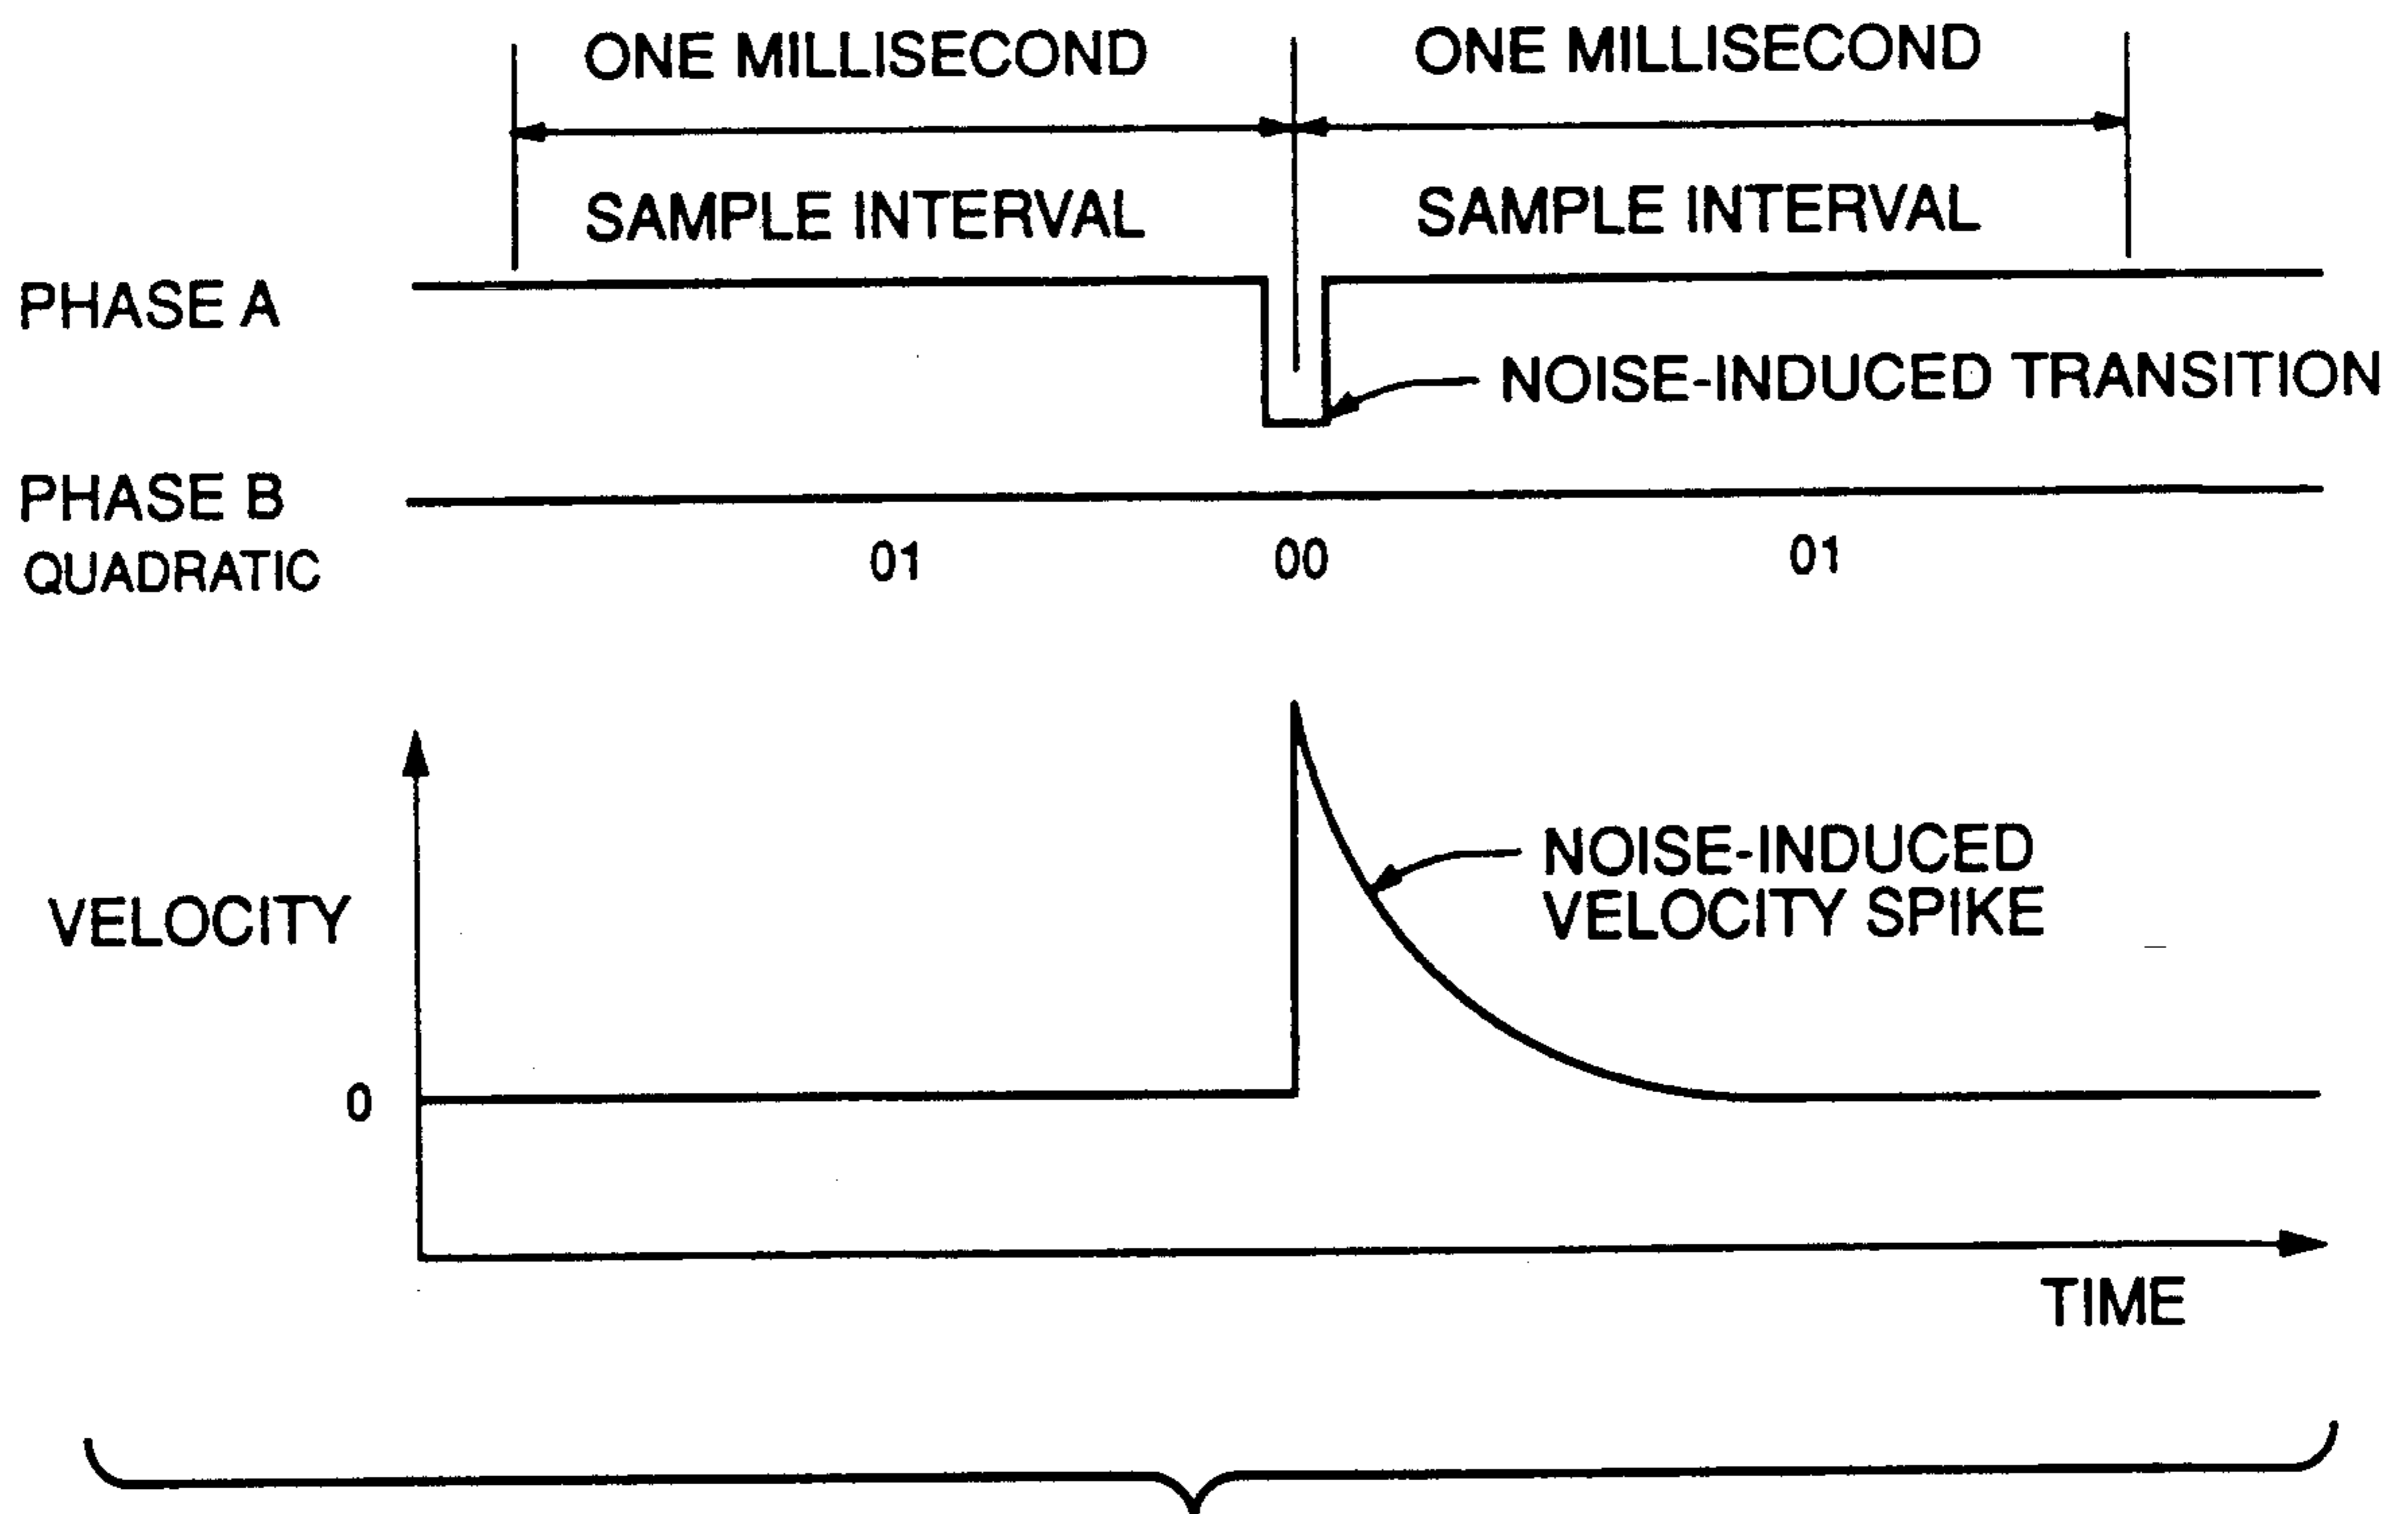 ONE MILLISECOND ONE MILLISECOND
SAMPLE INTERVAL SAMPLE INTERVAL
PHASE A
NOISE-INDUCED TRANSITION
PHASE B
QUADRATIC 01 00 01
NOISE-INDUCED
VELOCITY SPIKE
VELOCITY
0
TIME